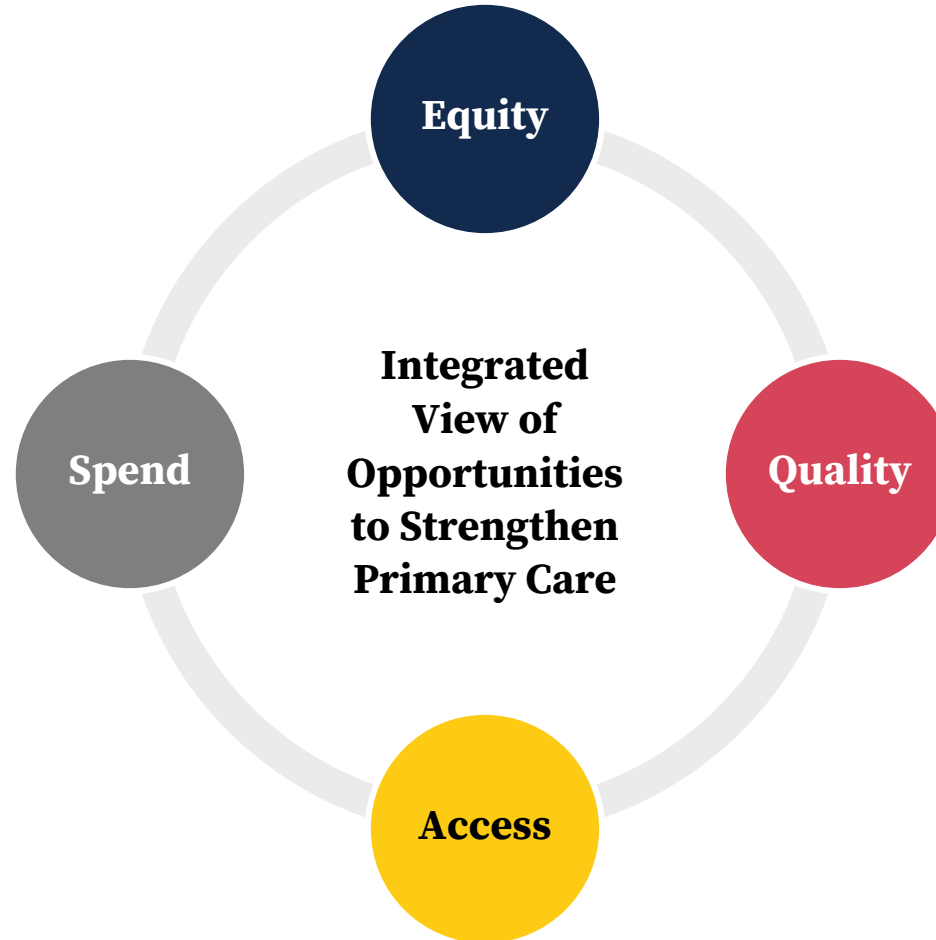 Equity
Integrated
View of
Opportunities
to Strengthen
Primary Care
Spend
Quality
Access